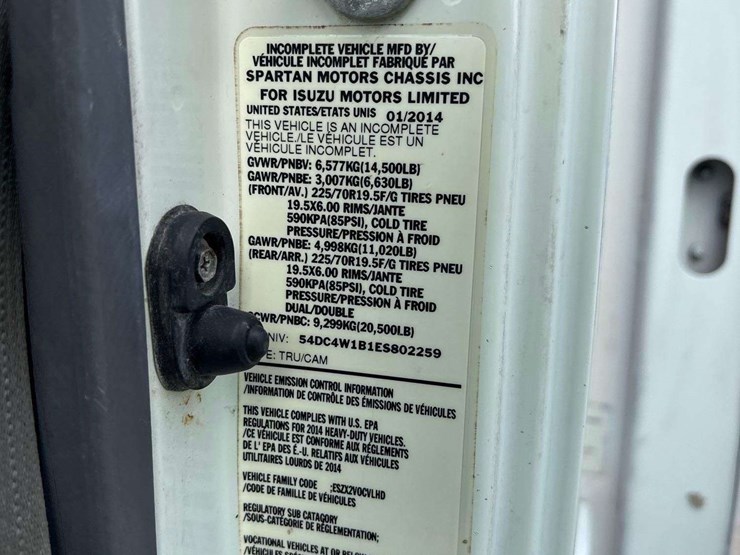 INCOMPLETE VEHICLE MFD BY/
VÉHICULE INCOMPLET FABRIQUÉ PAR
SPARTAN MOTORS CHASSIS INC
FOR ISUZU MOTORS LIMITED
UNITED STATES/ETATS UNIS 01/2014
THIS VEHICLE IS AN INCOMPLETE
VEHICLE./LE VÉHICULE EST UN
VÉHICULE INCOMPLET.
GVWR/PNBV: 6,577KG(14,500LB)
GAWR/PNBE: 3,007KG(6,630LB)
(FRONT/AV.) 225/70R19.5F/G TIRES PNEU
19.5X6.00 RIMS/JANTE
590KPA(85PSI), COLD TIRE
PRESSURE/PRESSION À FROID
GAWR/PNBE: 4,998KG(11,020LB)
(REAR/ARR.) 225/70R19.5F/G TIRES PNEU
19.5X6.00 RIMS/JANTE
590KPA(85PSI), COLD TIRE
PRESSURE/PRESSION À FROID
DUAL/DOUBLE
GCWR/PNBC: 9,299KG(20,500LB)
NIV: 54DC4W1B1ES802259
E: TRU/CAM
VEHICLE EMISSION CONTROL INFORMATION
/INFORMATION DE CONTRÔLE DES ÉMISSIONS DE VÉHICULES
THIS VEHICLE COMPLIES WITH U.S. EPA
REGULATIONS FOR 2014 HEAVY-DUTY VEHICLES.
/CE VÉHICULE EST CONFORME AUX RÉGLEMENTS
DE L' EPA DES É.-U. RELATIFS AUX VÉHICULES
UTILITAIRES LOURDS DE 2014
VEHICLE FAMILY CODE :ESZX2VOCVLHD
/CODE DE FAMILLE DE VÉHICULES
REGULATORY SUB CATAGORY
/SOUS-CATÉGORIE DE RÉGLEMENTATION;
VOCATIONAL VEHICLES AT OR
/VÉHICULES